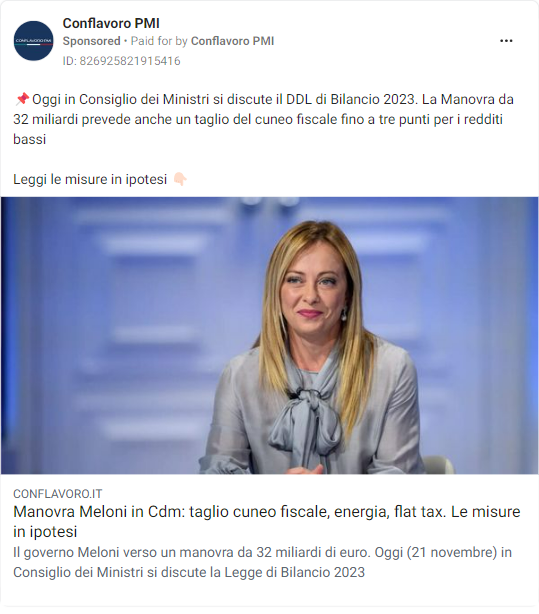 CONFLAVORO PMI
Conflavoro PMI
Sponsored • Paid for by Conflavoro PMI
ID: 826925821915416
📌Oggi in Consiglio dei Ministri si discute il DDL di Bilancio 2023. La Manovra da
32 miliardi prevede anche un taglio del cuneo fiscale fino a tre punti per i redditi
bassi
Leggi le misure in ipotesi 👇🏻
CONFLAVORO.IT
Manovra Meloni in Cdm: taglio cuneo fiscale, energia, flat tax. Le misure
in ipotesi
Il governo Meloni verso un manovra da 32 miliardi di euro. Oggi (21 novembre) in
Consiglio dei Ministri si discute la Legge di Bilancio 2023